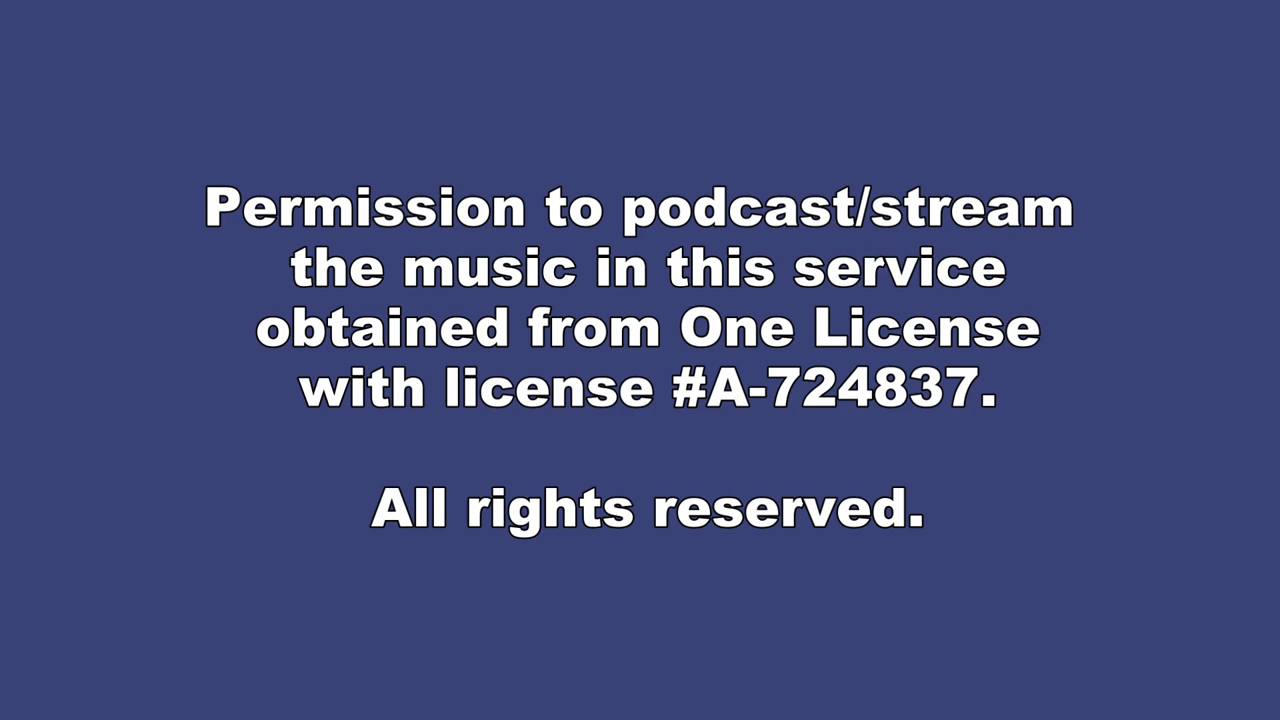 Permission to podcast/stream
the music in this service
obtained from One License
with license #A-724837.
All rights reserved.